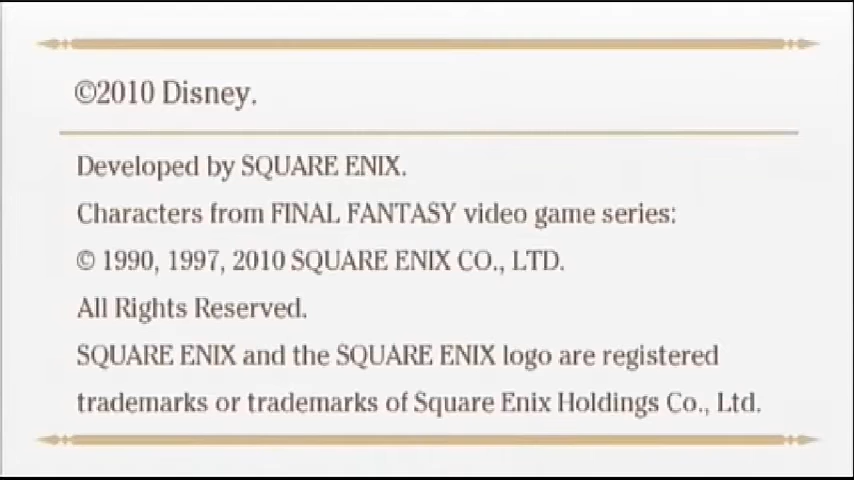 ©2010 Disney.
Developed by SQUARE ENIX.
Characters from FINAL FANTASY video game series:
© 1990, 1997, 2010 SQUARE ENIX CO., LTD.
All Rights Reserved.
SQUARE ENIX and the SQUARE ENIX logo are registered
trademarks or trademarks of Square Enix Holdings Co., Ltd.